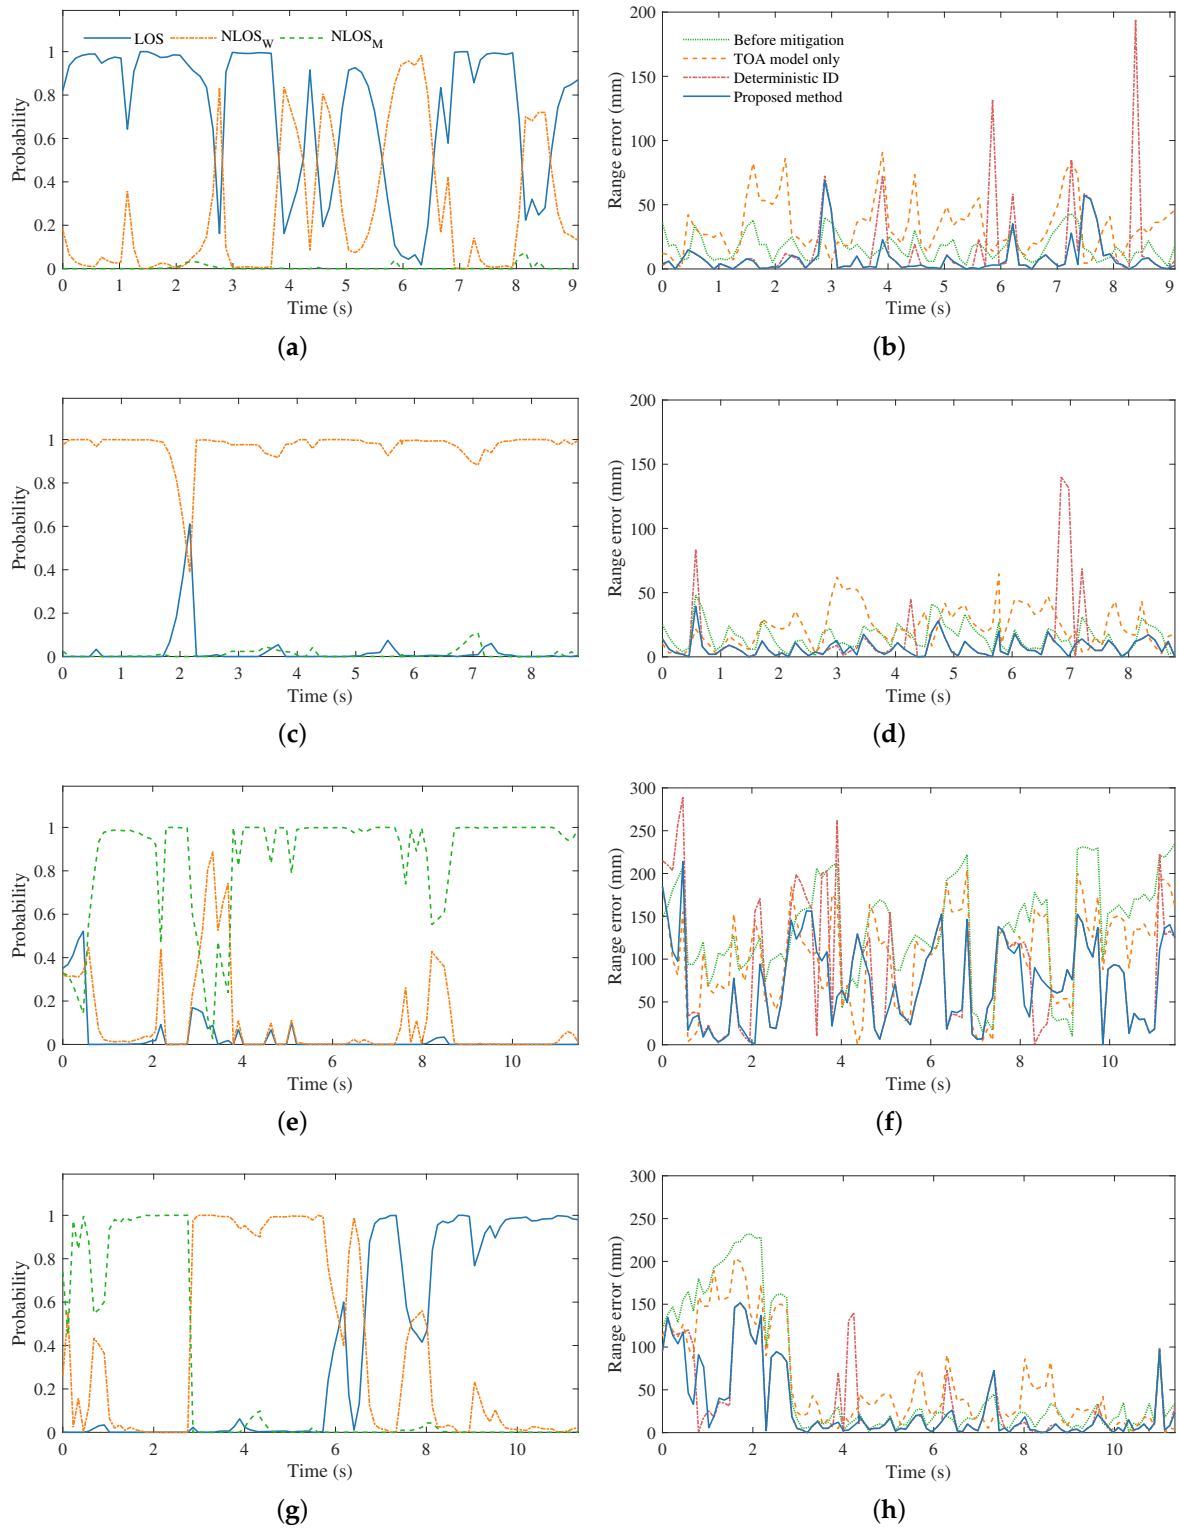 LOS NLOS_W NLOS_M
Probability
1
0.8
0.6
0.4
0.2
0
0 1 2 3 4 5 6 7 8 9
Time (s)
(a)
Before mitigation
TOA model only
Deterministic ID
Proposed method
Range error (mm)
200
150
100
50
0
0 1 2 3 4 5 6 7 8 9
Time (s)
(b)
Probability
1
0.8
0.6
0.4
0.2
0
0 1 2 3 4 5 6 7 8
Time (s)
(c)
Range error (mm)
200
150
100
50
0
0 1 2 3 4 5 6 7 8
Time (s)
(d)
Probability
1
0.8
0.6
0.4
0.2
0
0 2 4 6 8 10
Time (s)
(e)
Range error (mm)
300
250
200
150
100
50
0
0 2 4 6 8 10
Time (s)
(f)
Probability
1
0.8
0.6
0.4
0.2
0
0 2 4 6 8 10
Time (s)
(g)
Range error (mm)
300
250
200
150
100
50
0
0 2 4 6 8 10
Time (s)
(h)